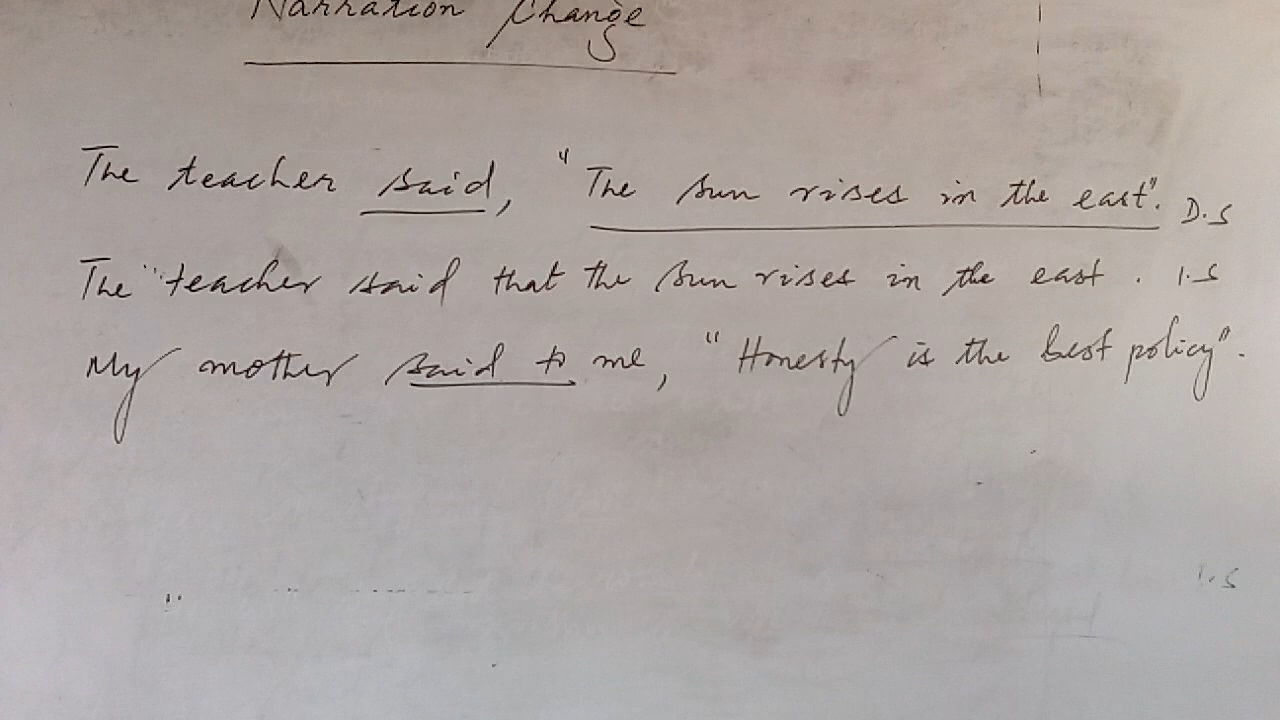 Narration Change
The teacher said, "The sun rises in the east". D.S
The teacher said that the sun rises in the east . I.S
My mother said to me, "Honesty is the best policy".
I.S